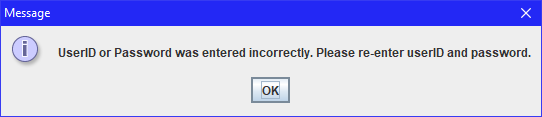 Message
UserID or Password was entered incorrectly. Please re-enter userID and password.
OK